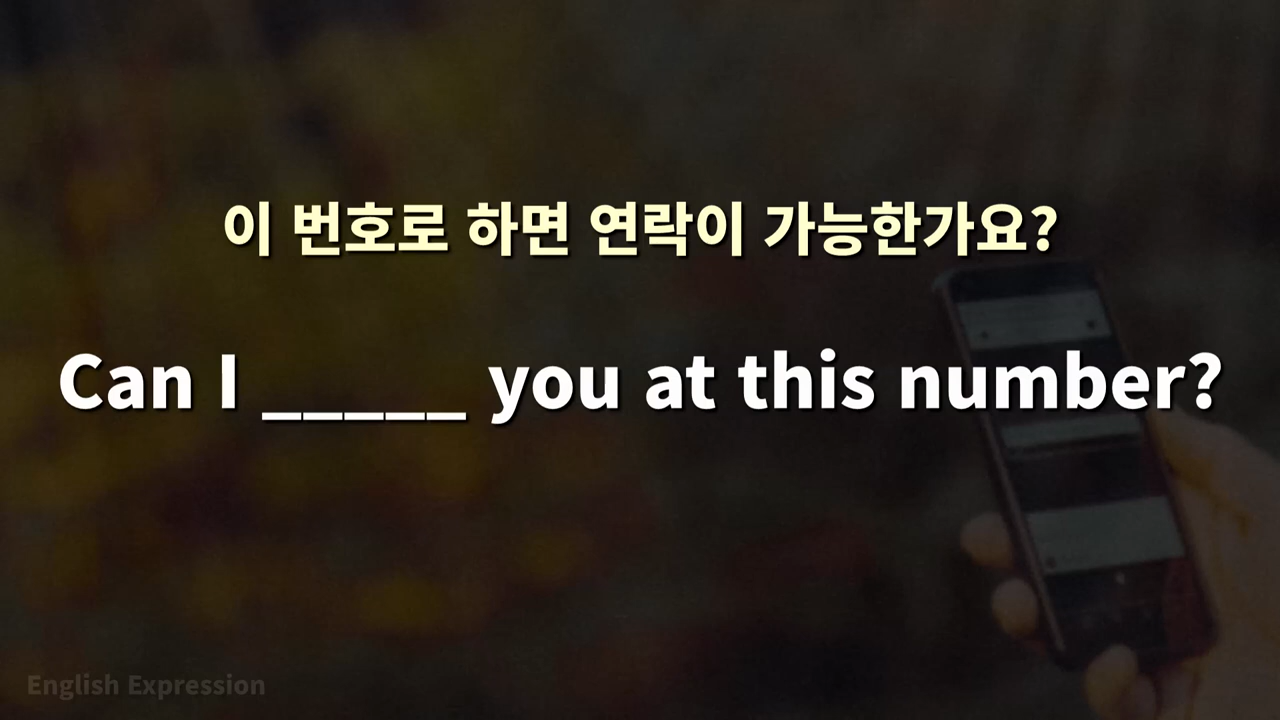 이 번호로 하면 연락이 가능한가요?
Can I _____ you at this number?
English Expression